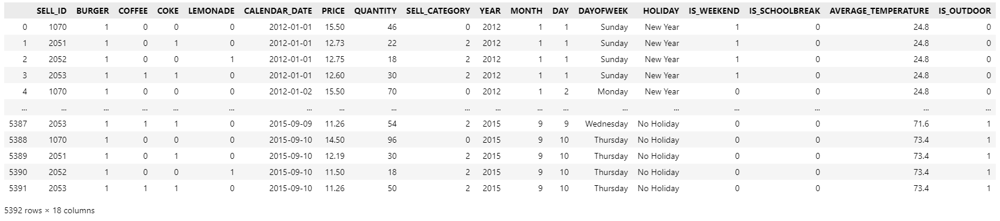 SELL_ID BURGER COFFEE COKE LEMONADE CALENDAR_DATE PRICE QUANTITY SELL_CATEGORY YEAR MONTH DAY DAYOFWEEK HOLIDAY IS_WEEKEND IS_SCHOOLBREAK AVERAGE_TEMPERATURE IS_OUTDOOR
0 1070 1 0 0 0 2012-01-01 15.50 46 0 2012 1 1 Sunday New Year 1 0 24.8 0
1 2051 1 0 1 0 2012-01-01 12.73 22 2 2012 1 1 Sunday New Year 1 0 24.8 0
2 2052 1 0 0 1 2012-01-01 12.75 18 2 2012 1 1 Sunday New Year 1 0 24.8 0
3 2053 1 1 1 0 2012-01-01 12.60 30 2 2012 1 1 Sunday New Year 1 0 24.8 0
4 1070 1 0 0 0 2012-01-02 15.50 70 0 2012 1 2 Monday New Year 0 0 24.8 0
... ... ... ... ... ... ... ... ... ... ... ... ... ... ... ... ... ... ...
5387 2053 1 1 1 0 2015-09-09 11.26 54 2 2015 9 9 Wednesday No Holiday 0 0 71.6 1
5388 1070 1 0 0 0 2015-09-10 14.50 96 0 2015 9 10 Thursday No Holiday 0 0 73.4 1
5389 2051 1 0 1 0 2015-09-10 12.19 30 2 2015 9 10 Thursday No Holiday 0 0 73.4 1
5390 2052 1 0 0 1 2015-09-10 11.50 18 2 2015 9 10 Thursday No Holiday 0 0 73.4 1
5391 2053 1 1 1 0 2015-09-10 11.26 50 2 2015 9 10 Thursday No Holiday 0 0 73.4 1
5392 rows × 18 columns